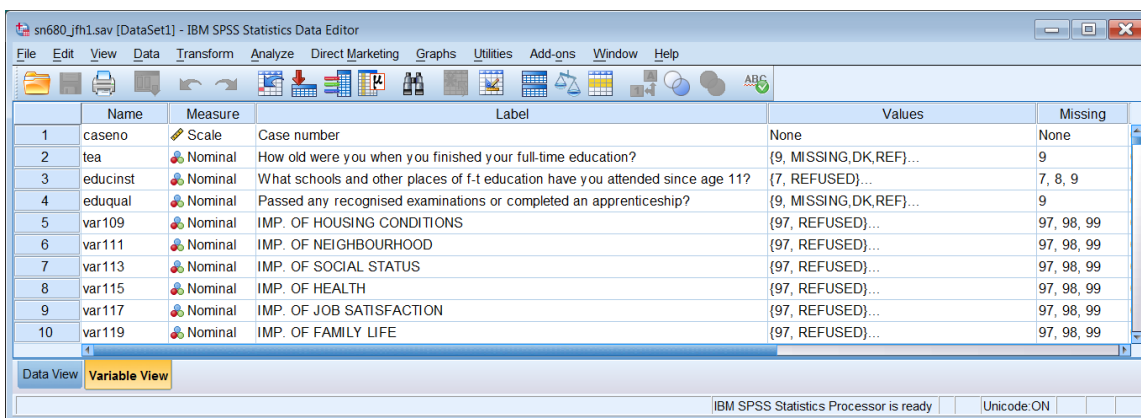 sn680_jfh1.sav [DataSet1] - IBM SPSS Statistics Data Editor
File Edit View Data Transform Analyze Direct Marketing Graphs Utilities Add-ons Window Help
Name Measure Label Values Missing
1 caseno Scale Case number None None
2 tea Nominal How old were you when you finished your full-time education? {9, MISSING,DK,REF}... 9
3 educinst Nominal What schools and other places of f-t education have you attended since age 11? {7, REFUSED}... 7, 8, 9
4 eduqual Nominal Passed any recognised examinations or completed an apprenticeship? {9, MISSING,DK,REF}... 9
5 var109 Nominal IMP. OF HOUSING CONDITIONS {97, REFUSED}... 97, 98, 99
6 var111 Nominal IMP. OF NEIGHBOURHOOD {97, REFUSED}... 97, 98, 99
7 var113 Nominal IMP. OF SOCIAL STATUS {97, REFUSED}... 97, 98, 99
8 var115 Nominal IMP. OF HEALTH {97, REFUSED}... 97, 98, 99
9 var117 Nominal IMP. OF JOB SATISFACTION {97, REFUSED}... 97, 98, 99
10 var119 Nominal IMP. OF FAMILY LIFE {97, REFUSED}... 97, 98, 99
Data View Variable View
IBM SPSS Statistics Processor is ready Unicode:ON